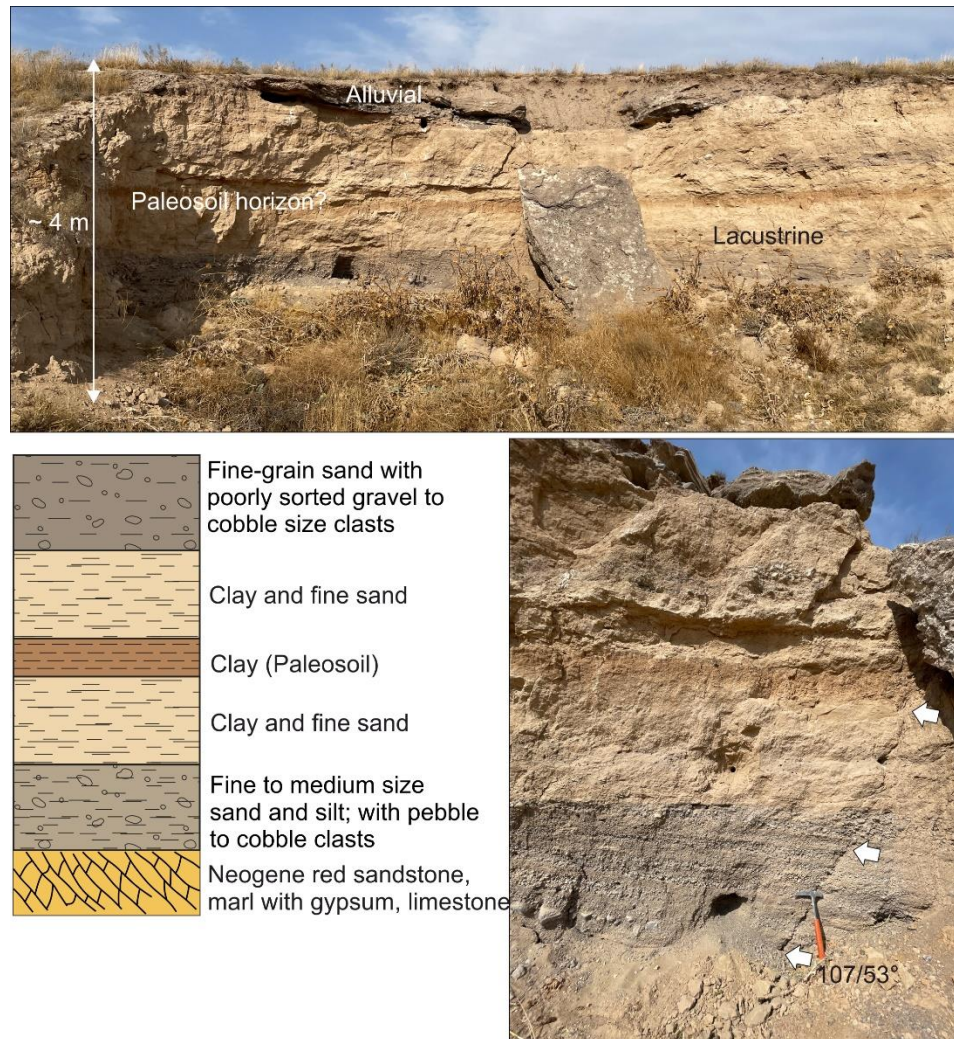 Alluvial
Paleosoil horizon?
~ 4 m
Lacustrine
Fine-grain sand with
poorly sorted gravel to
cobble size clasts
Clay and fine sand
Clay (Paleosoil)
Clay and fine sand
Fine to medium size
sand and silt; with pebble
to cobble clasts
Neogene red sandstone,
marl with gypsum, limestone
107/53°